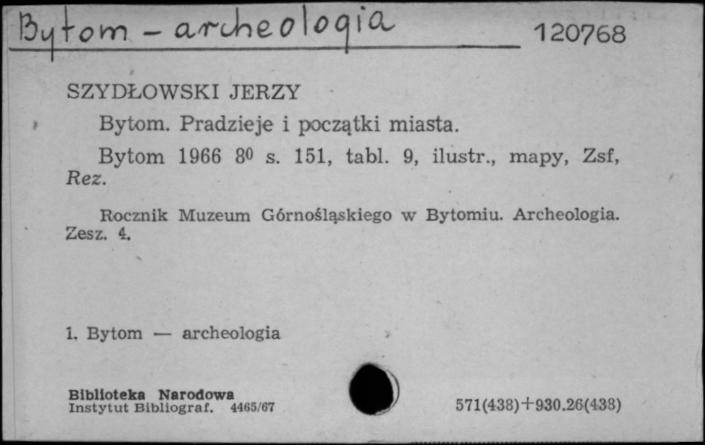 Bytom - archeologia
120768
SZYDŁOWSKI JERZY
Bytom. Pradzieje i początki miasta.
Bytom 1966 8⁰ s. 151, tabl. 9, ilustr., mapy, Zsf,
Rez.
Rocznik Muzeum Górnośląskiego w Bytomiu. Archeologia.
Zesz. 4.
1. Bytom — archeologia
Biblioteka Narodowa
Instytut Bibliograf. 4465/67
571(438)+930.26(438)